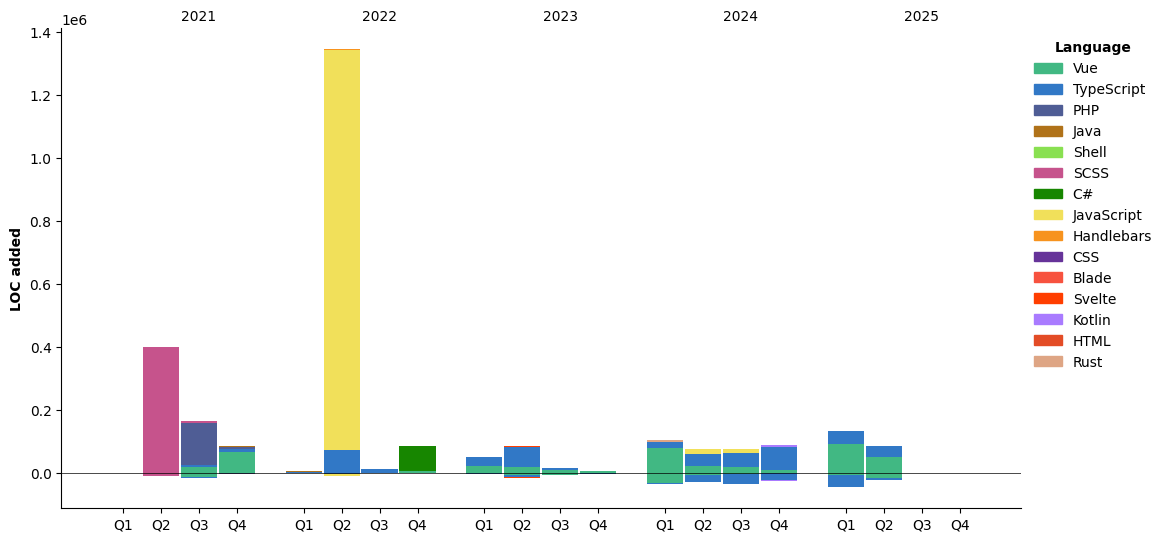 1e6
2021 2022 2023 2024 2025
1.4
1.2
1.0
0.8
0.6
0.4
0.2
0.0
LOC added
Q1 Q2 Q3 Q4 Q1 Q2 Q3 Q4 Q1 Q2 Q3 Q4 Q1 Q2 Q3 Q4 Q1 Q2 Q3 Q4
Language
Vue
TypeScript
PHP
Java
Shell
SCSS
C#
JavaScript
Handlebars
CSS
Blade
Svelte
Kotlin
HTML
Rust